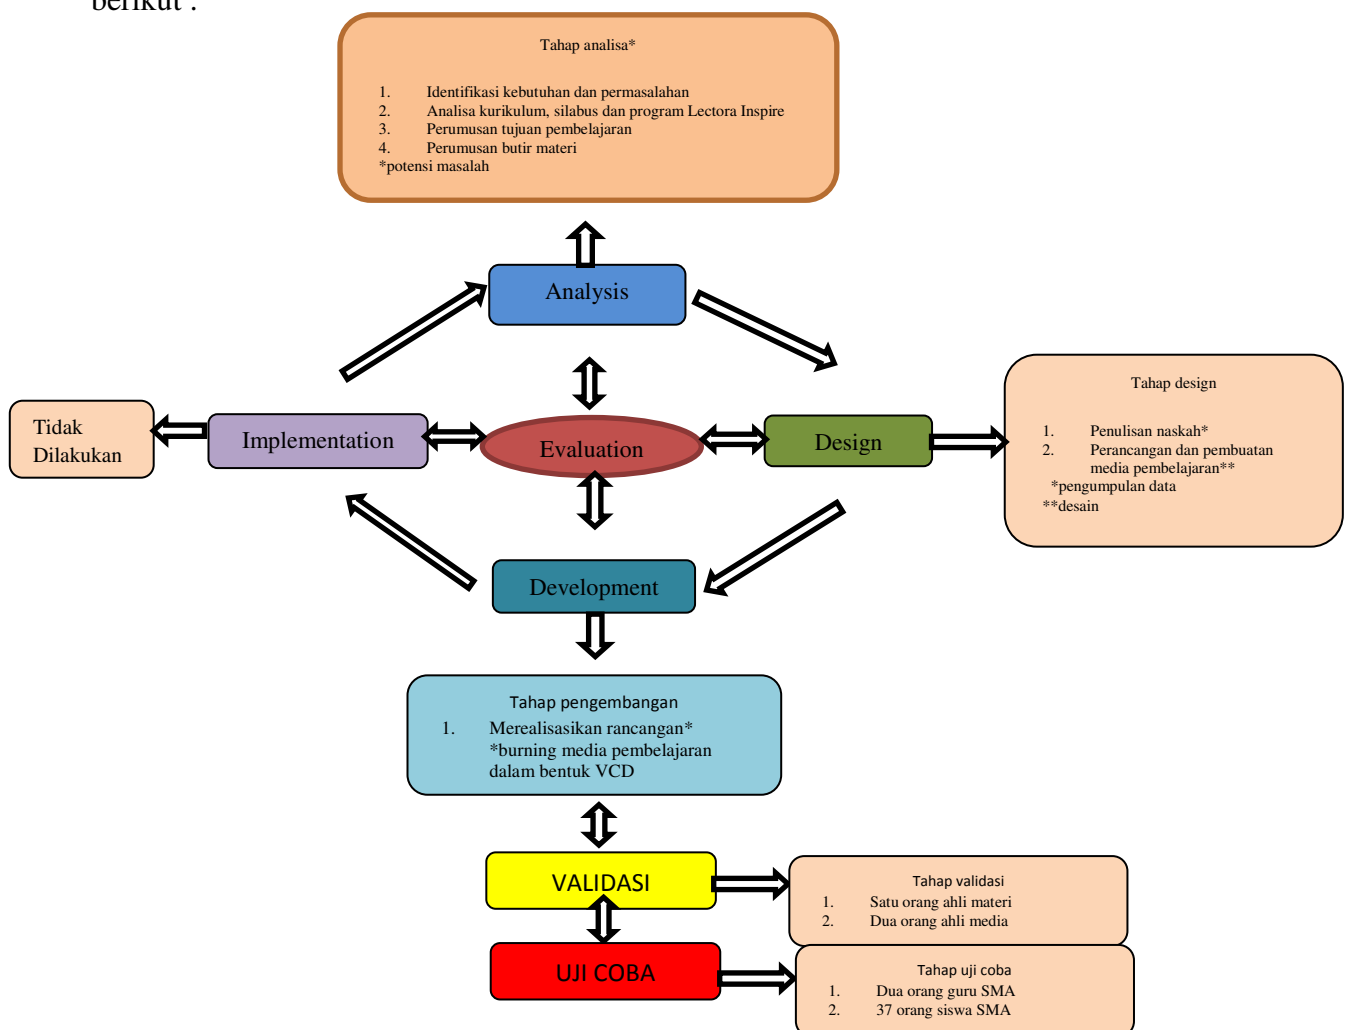 berikut :
Tahap analisa*
1. Identifikasi kebutuhan dan permasalahan
2. Analisa kurikulum, silabus dan program Lectora Inspire
3. Perumusan tujuan pembelajaran
4. Perumusan butir materi
*potensi masalah
Analysis
Tidak
Dilakukan
Implementation
Evaluation
Design
Tahap design
1. Penulisan naskah*
2. Perancangan dan pembuatan
media pembelajaran**
*pengumpulan data
**desain
Development
Tahap pengembangan
1. Merealisasikan rancangan*
*burning media pembelajaran
dalam bentuk VCD
VALIDASI
Tahap validasi
1. Satu orang ahli materi
2. Dua orang ahli media
UJI COBA
Tahap uji coba
1. Dua orang guru SMA
2. 37 orang siswa SMA